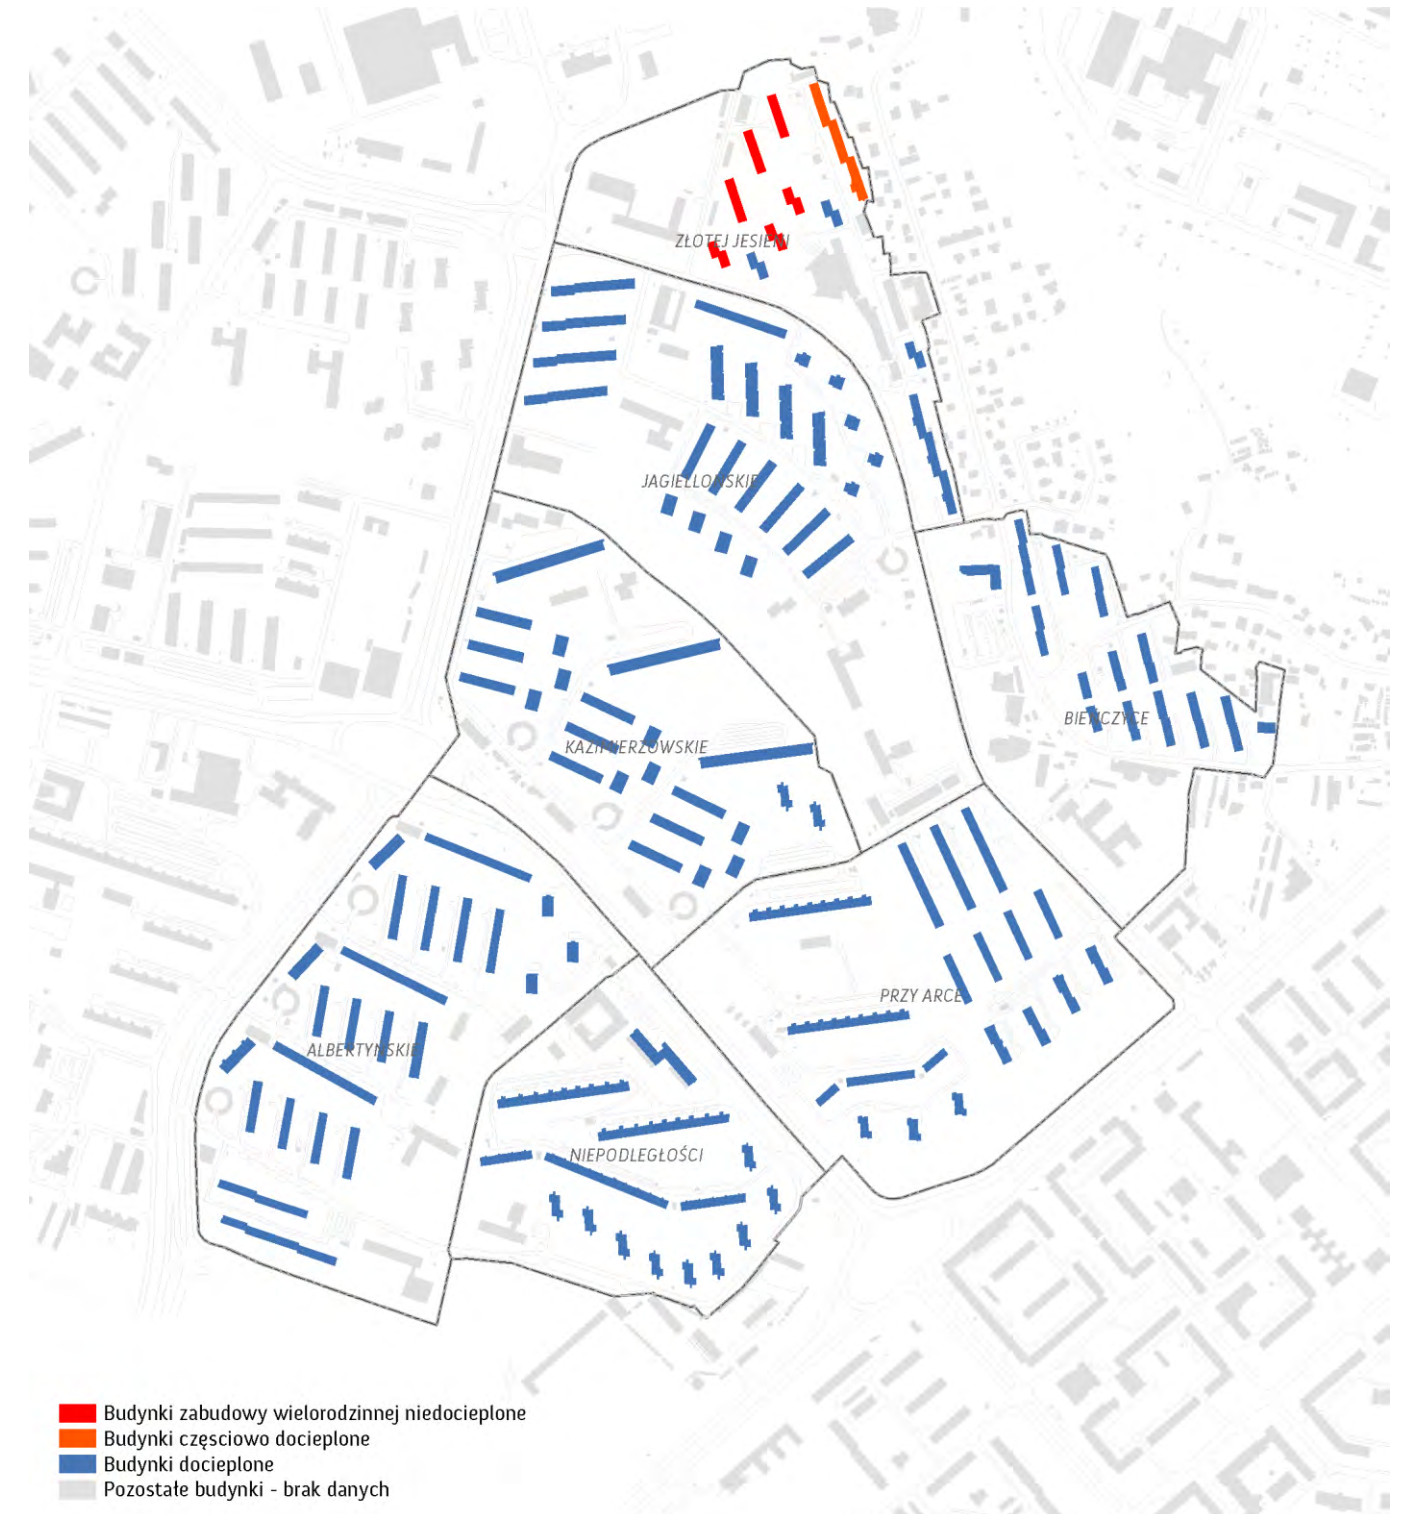 ZŁOTEJ JESIENI
JAGIELLOŃSKIE
BIEŃCZYCE
KAZIMIERZOWSKIE
PRZY ARCE
ALBERTYŃSKIE
NIEPODLEGŁOŚCI
Budynki zabudowy wielorodzinnej niedocieplone
Budynki częsciowo docieplone
Budynki docieplone
Pozostałe budynki - brak danych